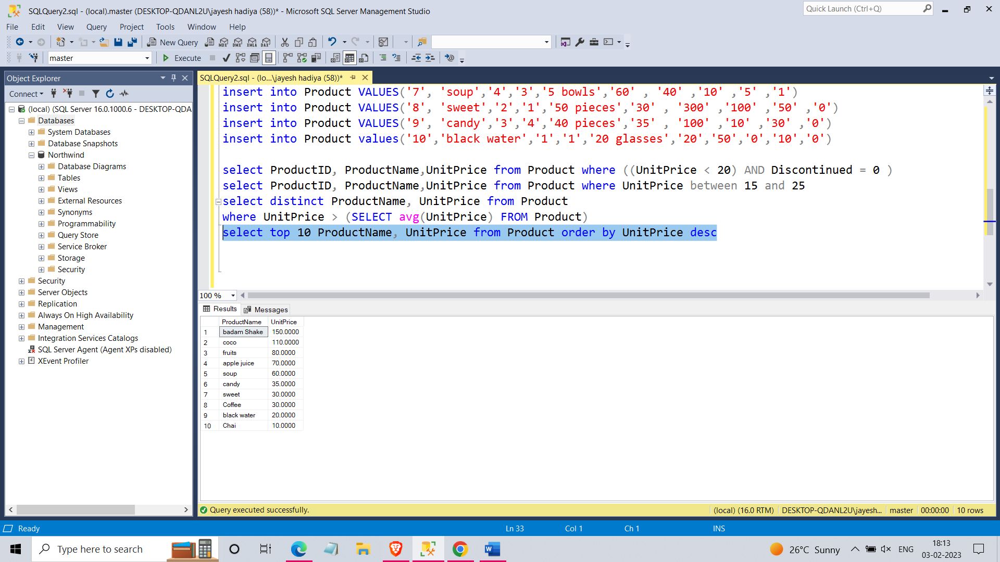 SQLQuery2.sql - (local).master (DESKTOP-QDANL2U\jayesh hadiya (58))* - Microsoft SQL Server Management Studio
Quick Launch (Ctrl+Q)
File Edit View Query Project Tools Window Help
New Query MDX DMX XMLA DAX
master Execute
Object Explorer
Connect
(local) (SQL Server 16.0.1000.6 - DESKTOP-QDA
Databases
System Databases
Database Snapshots
Northwind
Database Diagrams
Tables
Views
External Resources
Synonyms
Programmability
Query Store
Service Broker
Storage
Security
Security
Server Objects
Replication
Always On High Availability
Management
Integration Services Catalogs
SQL Server Agent (Agent XPs disabled)
XEvent Profiler
SQLQuery2.sql - (lo...\jayesh hadiya (58))*
insert into Product VALUES('7', 'soup','4','3','5 bowls','60' , '40' ,'10' ,'5' ,'1')
insert into Product VALUES('8', 'sweet','2','1','50 pieces','30' , '300' ,'100' ,'50' ,'0')
insert into Product VALUES('9', 'candy','3','4','40 pieces','35' , '100' ,'10' ,'30' ,'0')
insert into Product values('10','black water','1','1','20 glasses','20','50','0','10','0')
select ProductID, ProductName,UnitPrice from Product where ((UnitPrice < 20) AND Discontinued = 0 )
select ProductID, ProductName,UnitPrice from Product where UnitPrice between 15 and 25
select distinct ProductName, UnitPrice from Product
where UnitPrice > (SELECT avg(UnitPrice) FROM Product)
select top 10 ProductName, UnitPrice from Product order by UnitPrice desc
100 %
Results Messages
ProductName UnitPrice
1 badam Shake 150.0000
2 coco 110.0000
3 fruits 80.0000
4 apple juice 70.0000
5 soup 60.0000
6 candy 35.0000
7 sweet 30.0000
8 Coffee 30.0000
9 black water 20.0000
10 Chai 10.0000
Query executed successfully. (local) (16.0 RTM) DESKTOP-QDANL2U\jayesh... master 00:00:00 10 rows
Ready Ln 33 Col 1 Ch 1 INS
Type here to search
26°C Sunny ENG
18:13
03-02-2023